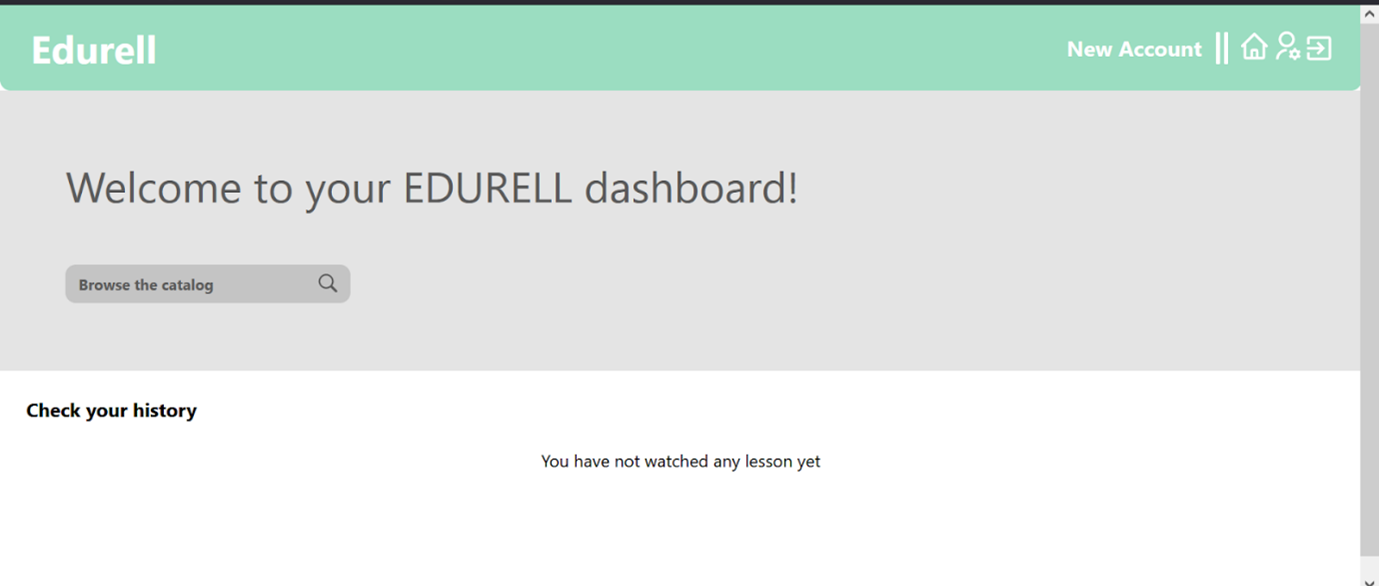 Edurell
New Account
Welcome to your EDURELL dashboard!
Browse the catalog
Check your history
You have not watched any lesson yet